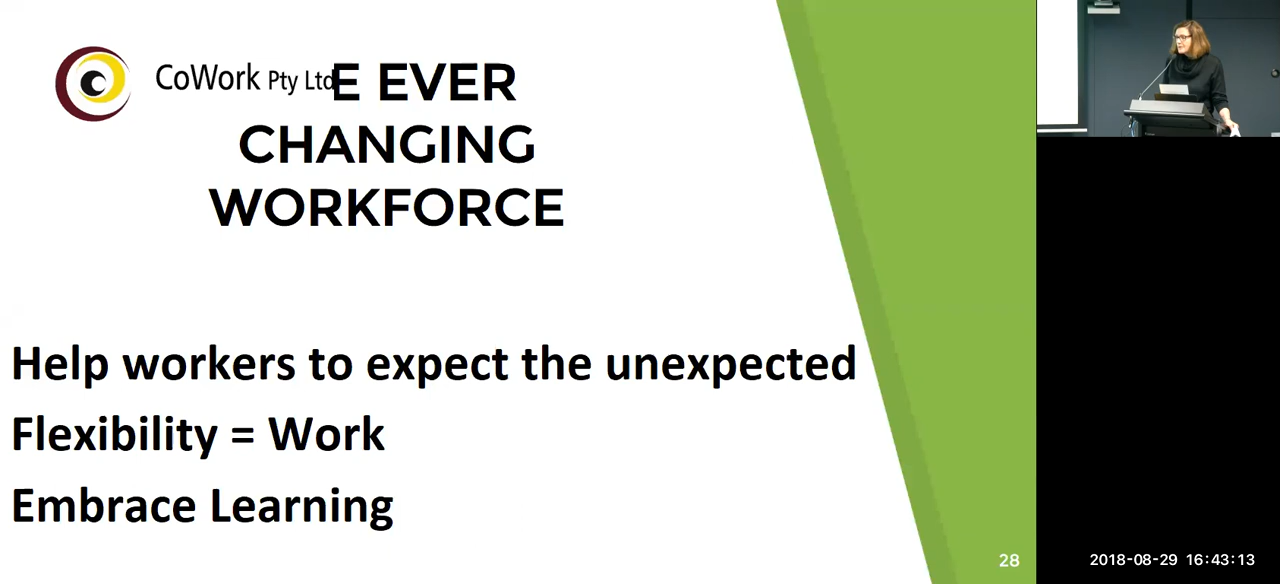 CoWork Pty Ltd
E EVER
CHANGING
WORKFORCE
Help workers to expect the unexpected
Flexibility = Work
Embrace Learning
28
2018-08-29 16:43:13